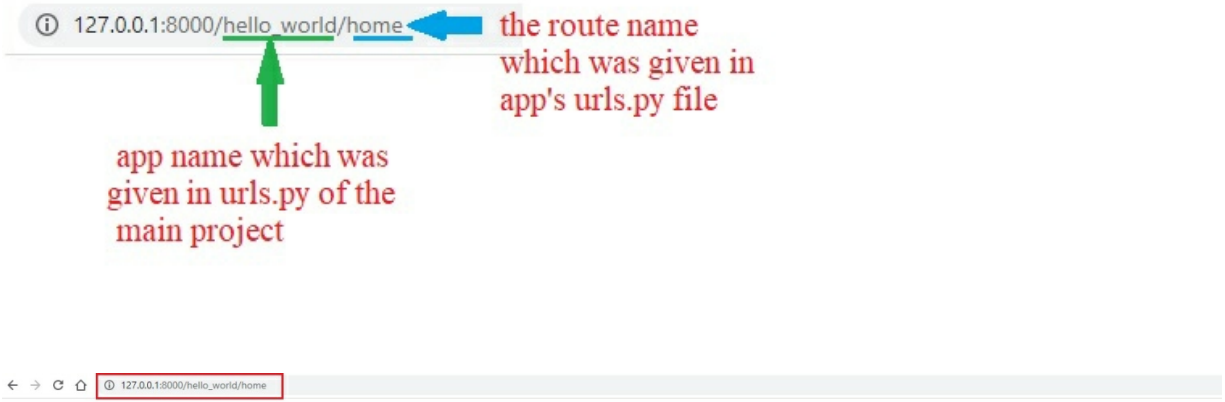 127.0.0.1:8000/hello_world/home
the route name
which was given in
app's urls.py file
app name which was
given in urls.py of the
main project
127.0.0.1:8000/hello_world/home